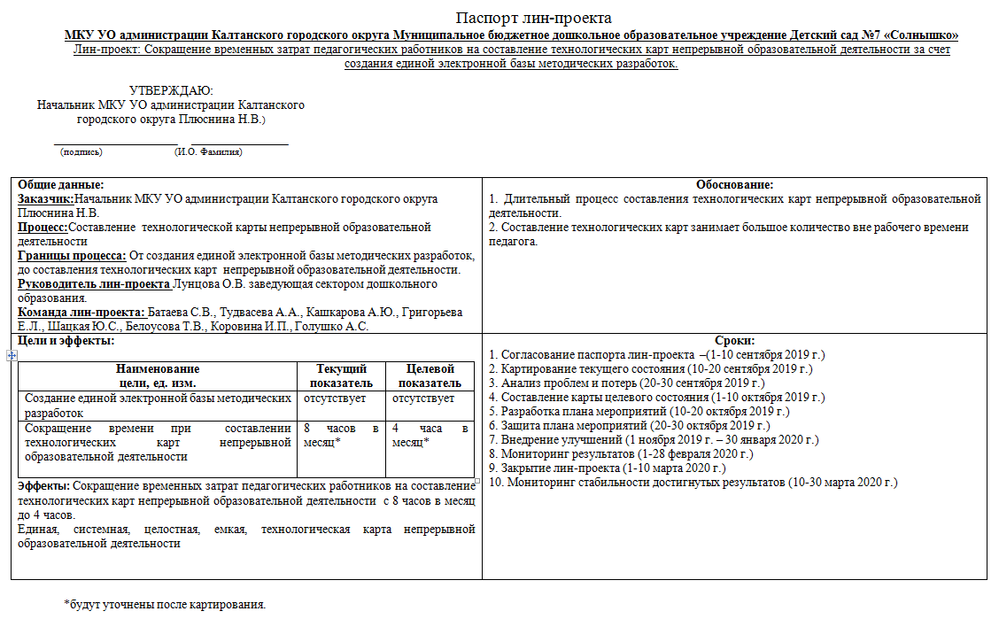 Паспорт лин-проекта
МКУ УО администрации Калтанского городского округа Муниципальное бюджетное дошкольное образовательное учреждение Детский сад №7 «Солнышко»
Лин-проект: Сокращение временных затрат педагогических работников на составление технологических карт непрерывной образовательной деятельности за счет
создания единой электронной базы методических разработок.
УТВЕРЖДАЮ:
Начальник МКУ УО администрации Калтанского
городского округа Плюснина Н.В.)
(подпись) (И.О. Фамилия)
Общие данные:
Заказчик:Начальник МКУ УО администрации Калтанского городского округа
Плюснина Н.В.
Процесс:Составление технологической карты непрерывной образовательной
деятельности
Границы процесса: От создания единой электронной базы методических разработок,
до составления технологических карт непрерывной образовательной деятельности.
Руководитель лин-проекта Лунцова О.В. заведующая сектором дошкольного
образования.
Команда лин-проекта: Батаева С.В., Тудвасева А.А., Кашкарова А.Ю., Григорьева
Е.Л., Шацкая Ю.С., Белоусова Т.В., Коровина И.П., Голушко А.С.
Обоснование:
1. Длительный процесс составления технологических карт непрерывной образовательной
деятельности.
2. Составление технологических карт занимает большое количество вне рабочего времени
педагога.
Цели и эффекты:
Наименование
цели, ед. изм.
Текущий
показатель
Целевой
показатель
Создание единой электронной базы методических
разработок
отсутствует
отсутствует
Сокращение времени при составлении
технологических карт непрерывной
образовательной деятельности
8 часов в
месяц*
4 часа в
месяц*
Эффекты: Сокращение временных затрат педагогических работников на составление
технологических карт непрерывной образовательной деятельности с 8 часов в месяц
до 4 часов.
Единая, системная, целостная, емкая, технологическая карта непрерывной
образовательной деятельности
Сроки:
1. Согласование паспорта лин-проекта –(1-10 сентября 2019 г.)
2. Картирование текущего состояния (10-20 сентября 2019 г.)
3. Анализ проблем и потерь (20-30 сентября 2019 г.)
4. Составление карты целевого состояния (1-10 октября 2019 г.)
5. Разработка плана мероприятий (10-20 октября 2019 г.)
6. Защита плана мероприятий (20-30 октября 2019 г.)
7. Внедрение улучшений (1 ноября 2019 г. – 30 января 2020 г.)
8. Мониторинг результатов (1-28 февраля 2020 г.)
9. Закрытие лин-проекта (1-10 марта 2020 г.)
10. Мониторинг стабильности достигнутых результатов (10-30 марта 2020 г.)
*будут уточнены после картирования.